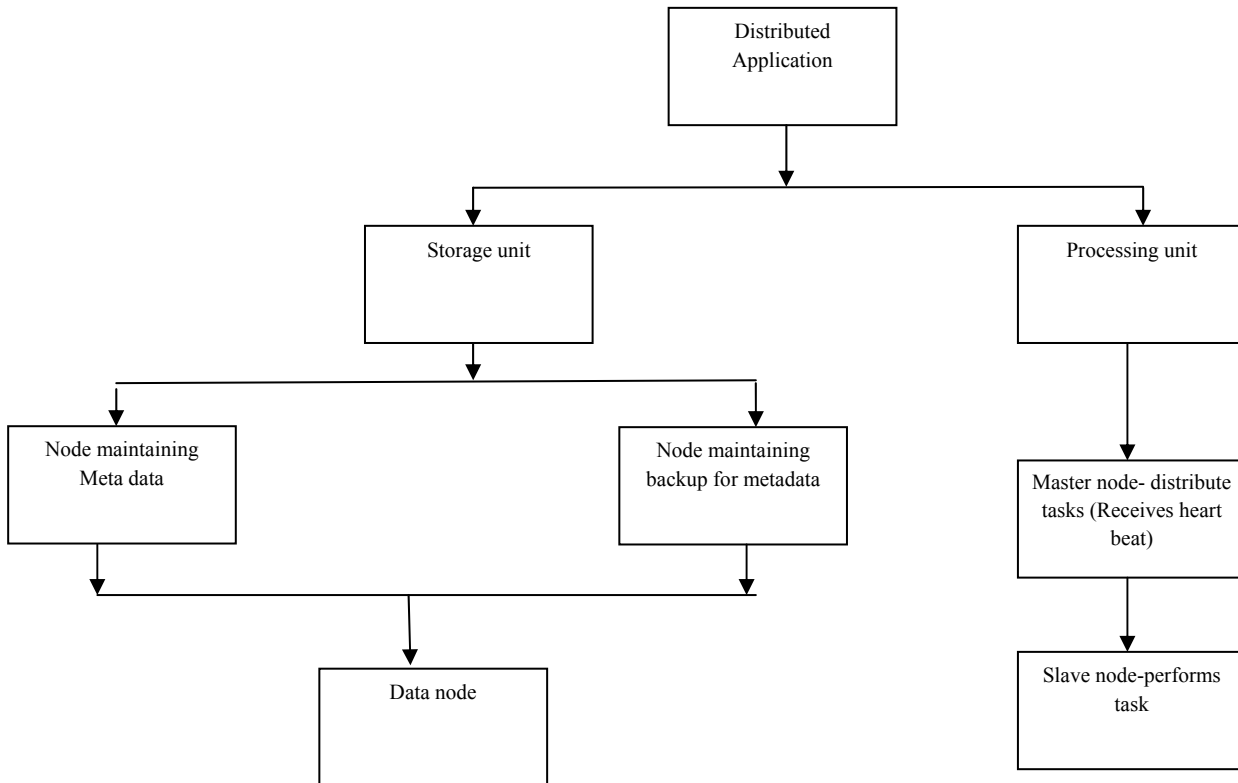 Distributed
Application
Storage unit
Processing unit
Node maintaining
Meta data
Node maintaining
backup for metadata
Master node- distribute
tasks (Receives heart
beat)
Data node
Slave node-performs
task